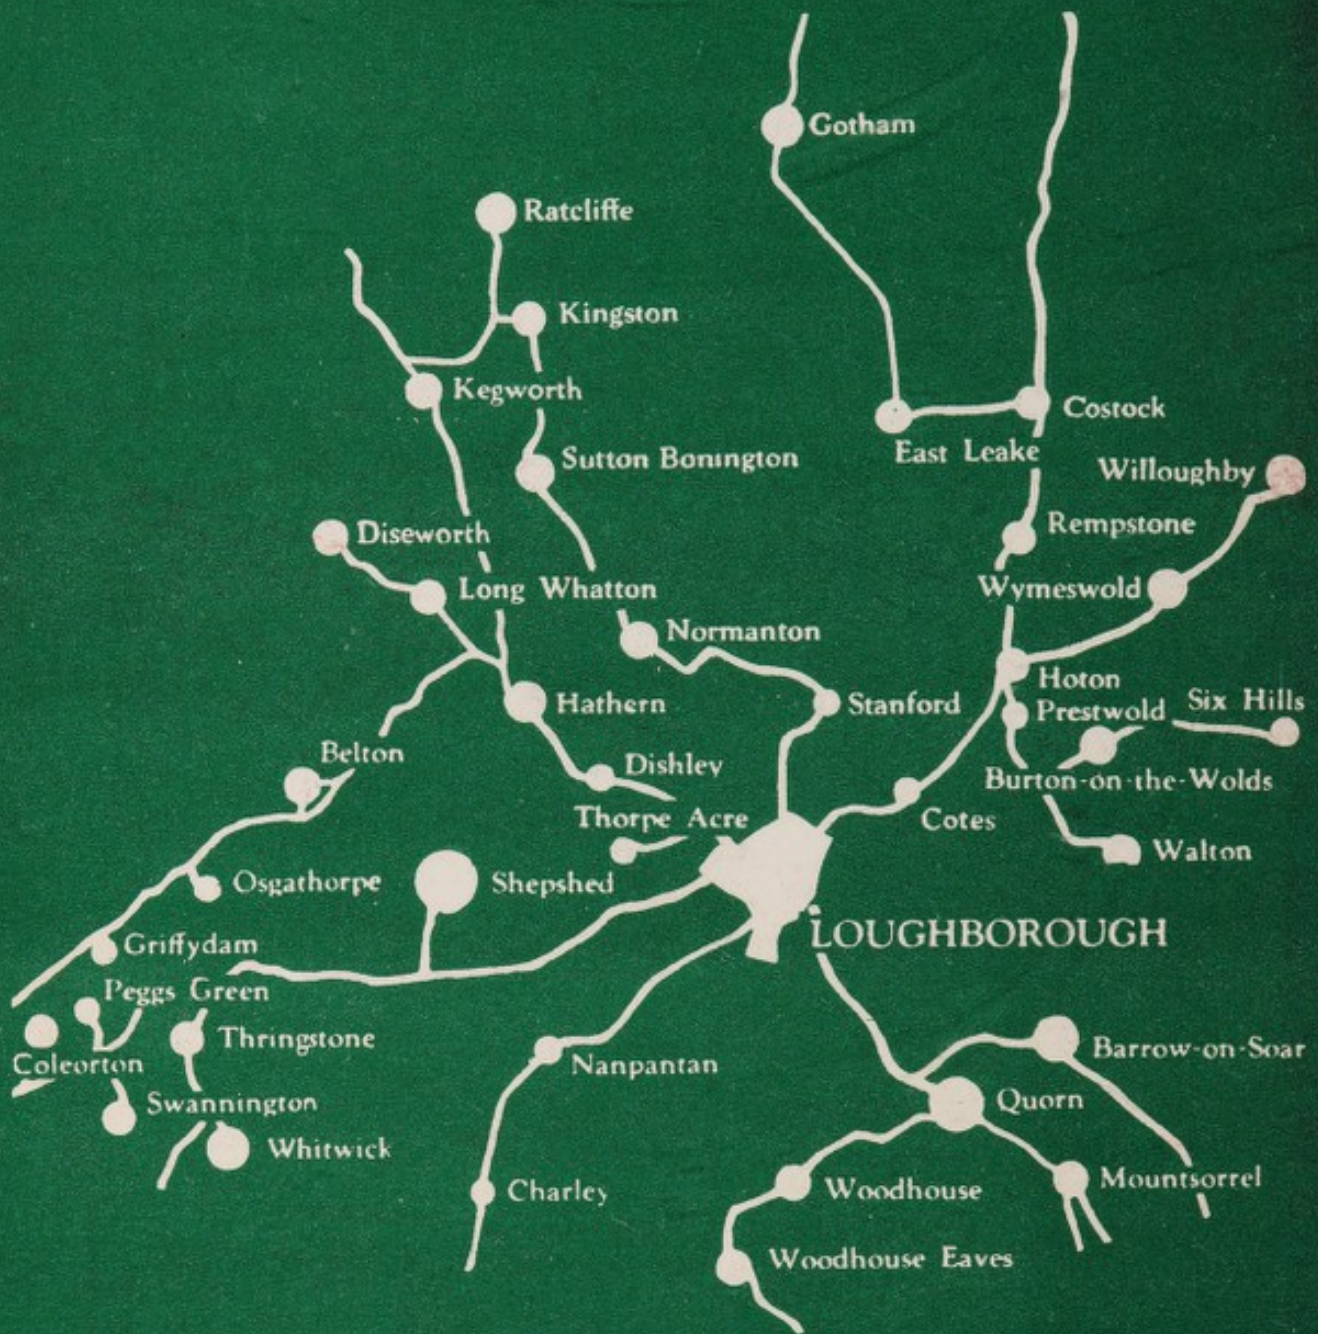 Gotham
Ratcliffe
Kingston
Kegworth
Costock
East Leake
Sutton Bonington
Willoughby
Rempstone
Diseworth
Long Whatton
Wymeswold
Normanton
Hoton
Hathern
Stanford
Prestwold
Six Hills
Belton
Dishley
Burton-on-the-Wolds
Thorpe Acre
Cotes
Walton
Osgathorpe
Shepshed
LOUGHBOROUGH
Griffydam
Peggs Green
Thringstone
Barrow-on-Soar
Coleorton
Nanpantan
Swannington
Quorn
Whitwick
Mountsorrel
Charley
Woodhouse
Woodhouse Eaves